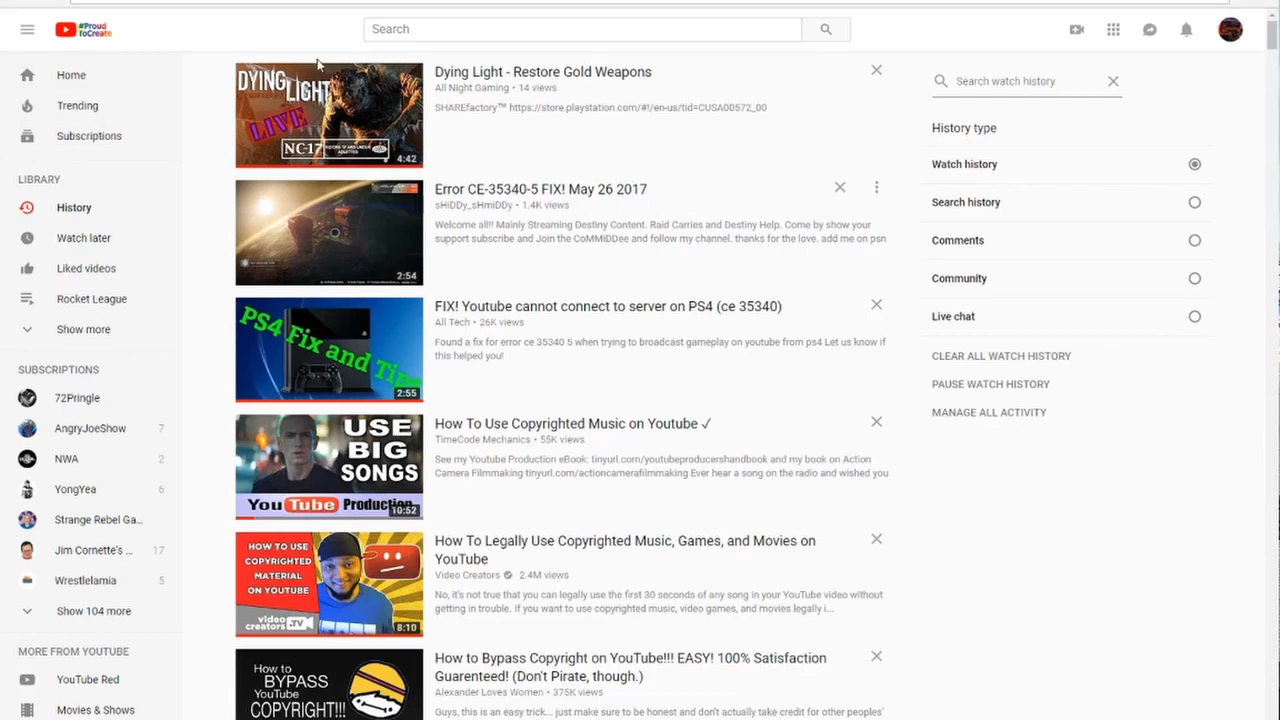 #Proud
ToCreate
Search
Home
Trending
Subscriptions
LIBRARY
History
Watch later
Liked videos
Rocket League
Show more
SUBSCRIPTIONS
72Pringle
AngryJoeShow 7
NWA 2
YongYea 6
Strange Rebel Ga...
Jim Cornette's ... 17
Wrestlelamia 5
Show 104 more
MORE FROM YOUTUBE
YouTube Red
Movies & Shows
DYING LIGHT
LIVE
NC-17
4:42
Dying Light - Restore Gold Weapons
All Night Gaming • 14 views
SHAREfactory™ https://store.playstation.com/#!/en-us/tid=CUSA00572_00
2:54
Error CE-35340-5 FIX! May 26 2017
sHiDDy_sHmiDDy • 1.4K views
Welcome all!! Mainly Streaming Destiny Content. Raid Carries and Destiny Help. Come by show your
support subscribe and Join the CoMMiDDee and follow my channel. thanks for the love. add me on psn
PS4 Fix and Tips
2:55
FIX! Youtube cannot connect to server on PS4 (ce 35340)
All Tech • 26K views
Found a fix for error ce 35340 5 when trying to broadcast gameplay on youtube from ps4 Let us know if
this helped you!
USE
BIG
SONGS
YouTube Production
10:52
How To Use Copyrighted Music on Youtube ✓
TimeCode Mechanics • 55K views
See my Youtube Production eBook: tinyurl.com/youtubeproducershandbook and my book on Action
Camera Filmmaking tinyurl.com/actioncamerafilmmaking Ever hear a song on the radio and wished you
HOW TO USE
COPYRIGHTED
MATERIAL
ON YOUTUBE
video
creators.TV
8:10
How To Legally Use Copyrighted Music, Games, and Movies on
YouTube
Video Creators 2.4M views
No, it's not true that you can legally use the first 30 seconds of any song in your YouTube video without
getting in trouble. If you want to use copyrighted music, video games, and movies legally i...
How to
BYPASS
YouTube
COPYRIGHT!!!
How to Bypass Copyright on YouTube!!! EASY! 100% Satisfaction
Guarenteed! (Don't Pirate, though.)
Alexander Loves Women • 375K views
Guys, this is an easy trick... just make sure to be honest and don't actually take credit for other peoples'
Search watch history
History type
Watch history
Search history
Comments
Community
Live chat
CLEAR ALL WATCH HISTORY
PAUSE WATCH HISTORY
MANAGE ALL ACTIVITY